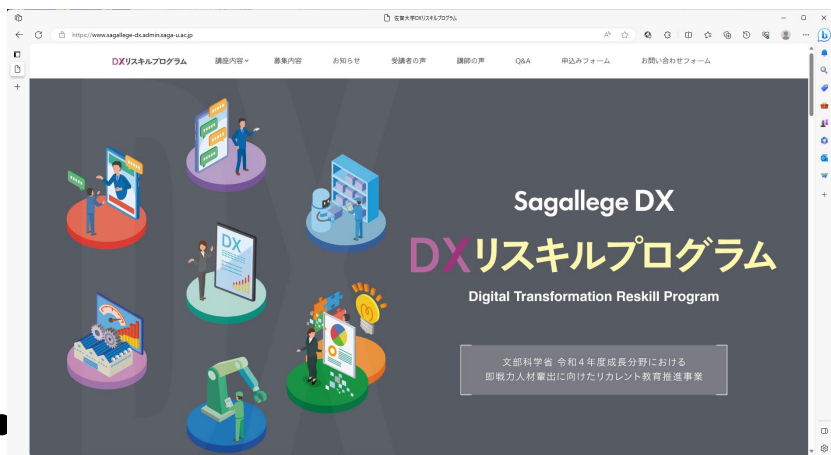 佐賀大学DXリスキルプログラム
https://www.sagallege-dx.admin.saga-u.ac.jp
DXリスキルプログラム 講座内容 募集内容 お知らせ 受講者の声 講師の声 Q&A 申込みフォーム お問い合わせフォーム
DX
Sagallege DX
DXリスキルプログラム
Digital Transformation Reskill Program
文部科学省 令和4年度成長分野における
即戦力人材輩出に向けたリカレント教育推進事業